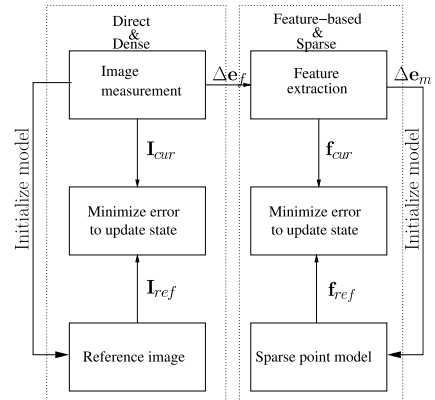 Direct
&
Dense
Feature-based
&
Sparse
Image
measurement
Δe_f
Feature
extraction
Δe_m
Initialize model
I_cur
f_cur
Initialize model
Minimize error
to update state
Minimize error
to update state
I_ref
f_ref
Reference image
Sparse point model